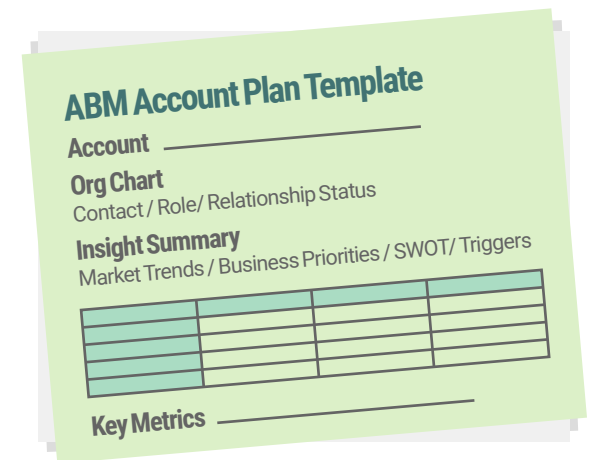 ABM Account Plan Template
Account
Org Chart
Contact / Role/ Relationship Status
Insight Summary
Market Trends / Business Priorities / SWOT/ Triggers
Key Metrics